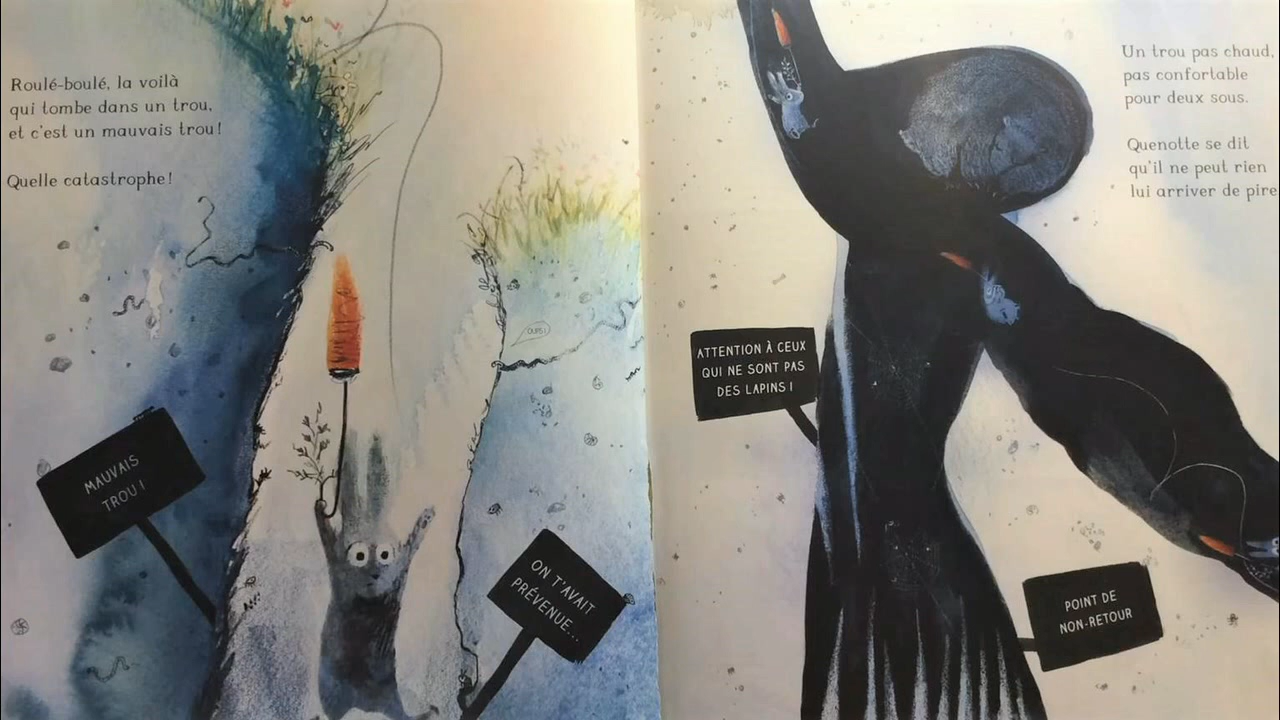 Roulé-boulé, la voilà
qui tombe dans un trou,
et c'est un mauvais trou!
Quelle catastrophe!
OUPS!
MAUVAIS
TROU!
ON T'AVAIT
PRÉVENUE...
Un trou pas chaud,
pas confortable
pour deux sous.
Quenotte se dit
qu'il ne peut rien
lui arriver de pire
ATTENTION À CEUX
QUI NE SONT PAS
DES LAPINS!
POINT DE
NON-RETOUR